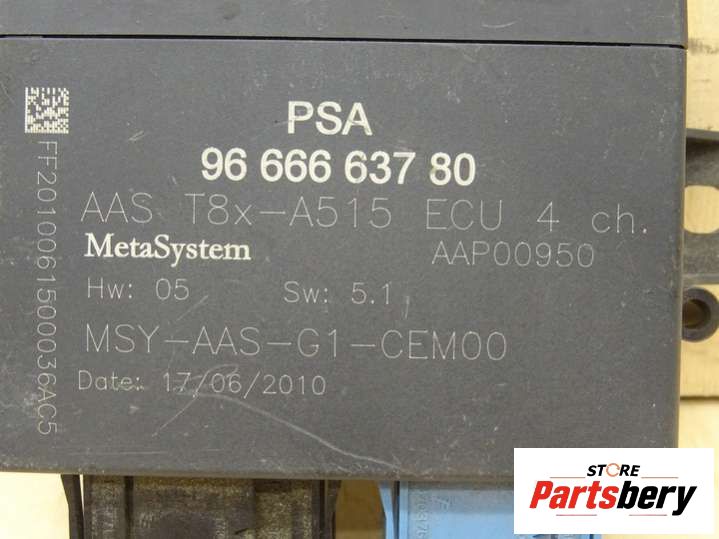 PSA
96 666 637 80
AAS T8x-A515 ECU 4 ch.
MetaSystem
AAP00950
Hw: 05 Sw: 5.1
MSY-AAS-G1-CEM00
Date: 17/06/2010
FF2010061500036AC5
STORE
Partsbery